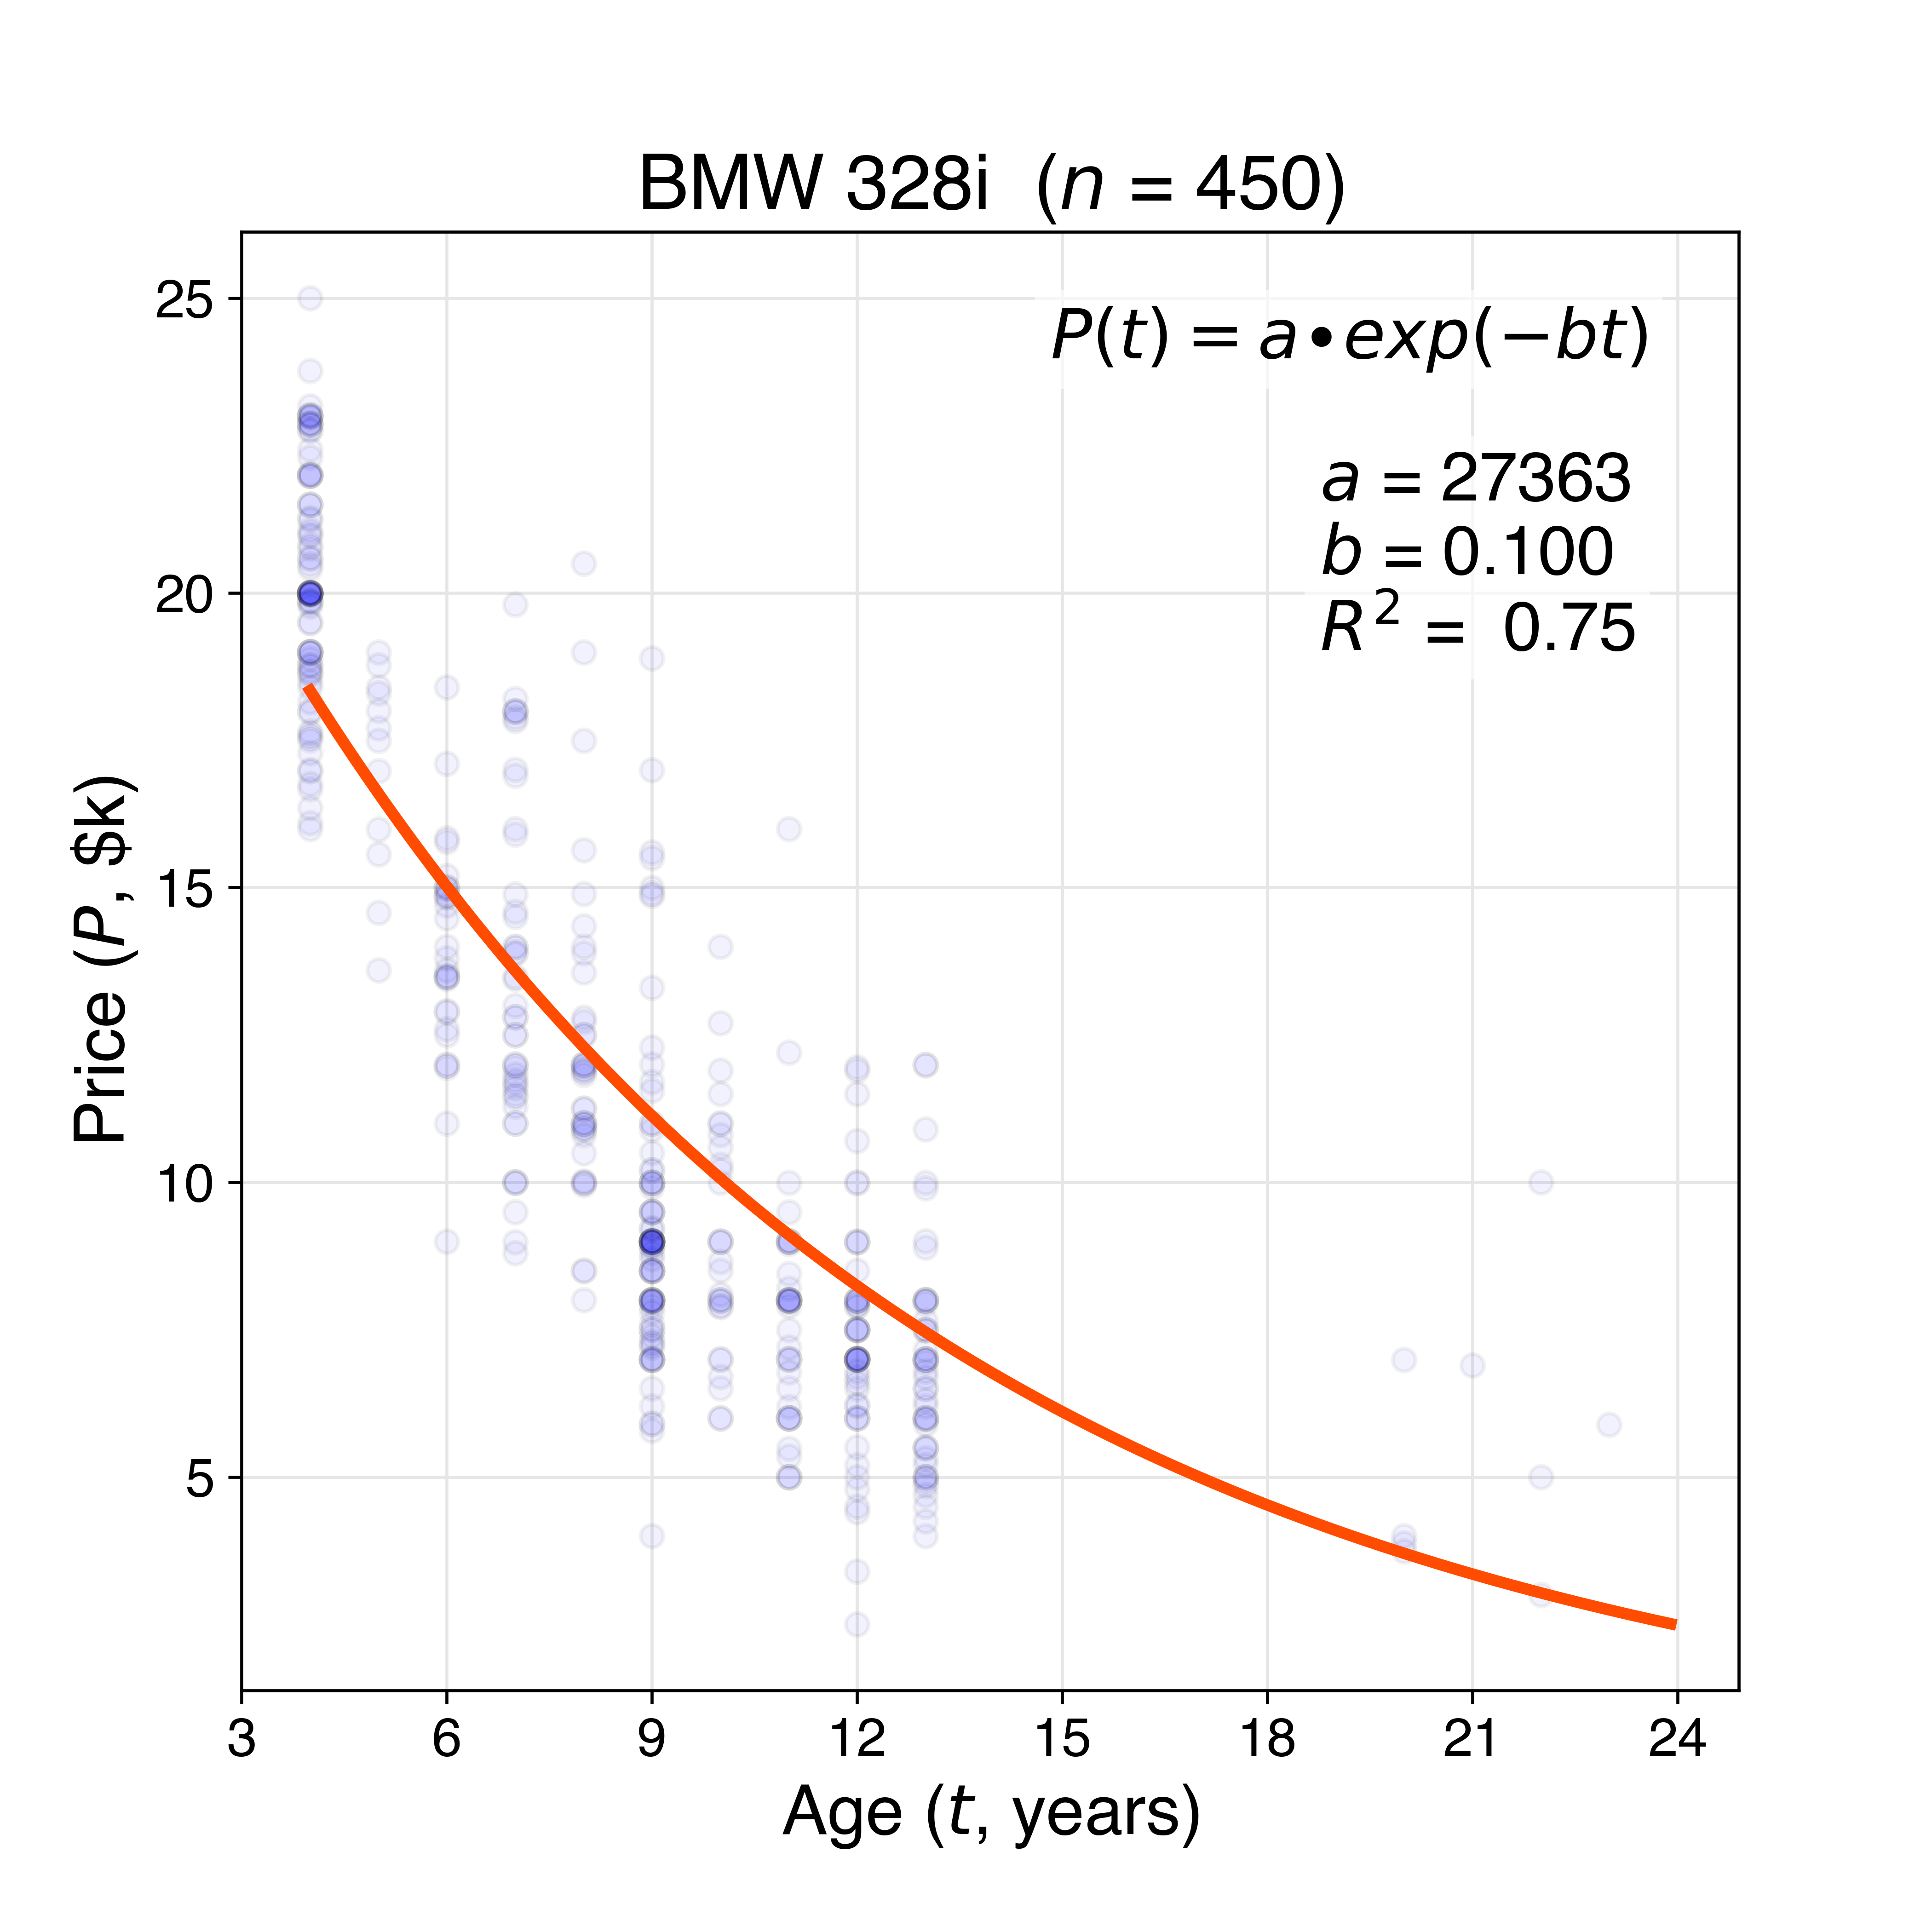 BMW 328i (n = 450)
P(t) = a•exp(−bt)
a = 27363
b = 0.100
R² = 0.75
Price (P, $k)
25
20
15
10
5
3 6 9 12 15 18 21 24
Age (t, years)